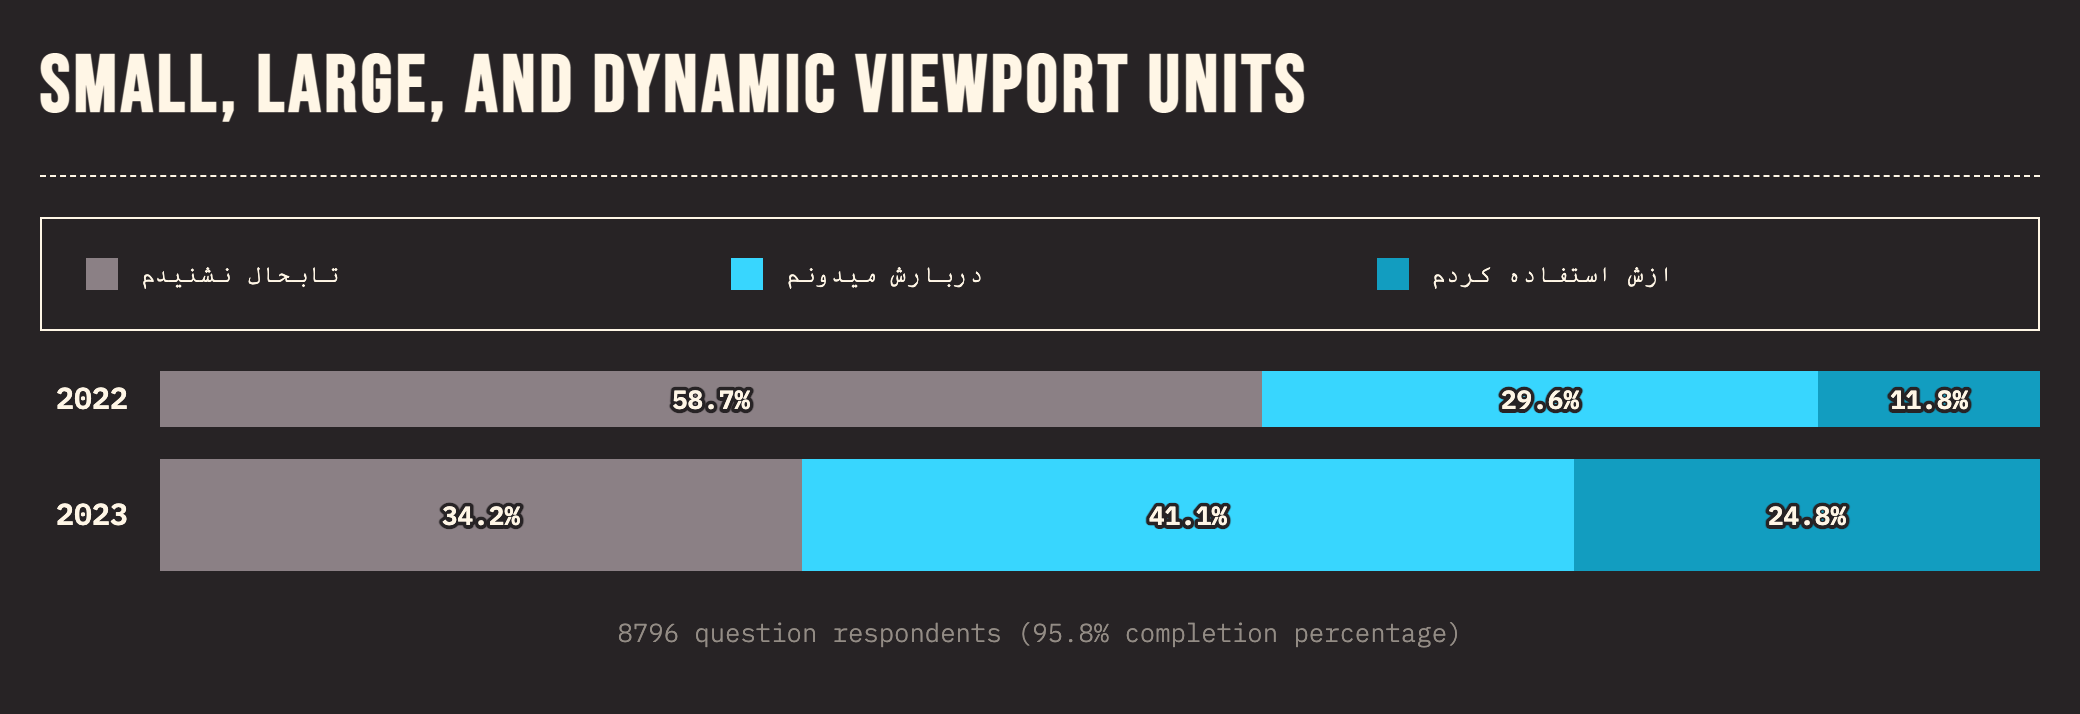 SMALL, LARGE, AND DYNAMIC VIEWPORT UNITS
تابحال نشنیدم
دربارش میدونم
ازش استفاده کردم
2022 58.7% 29.6% 11.8%
2023 34.2% 41.1% 24.8%
8796 question respondents (95.8% completion percentage)